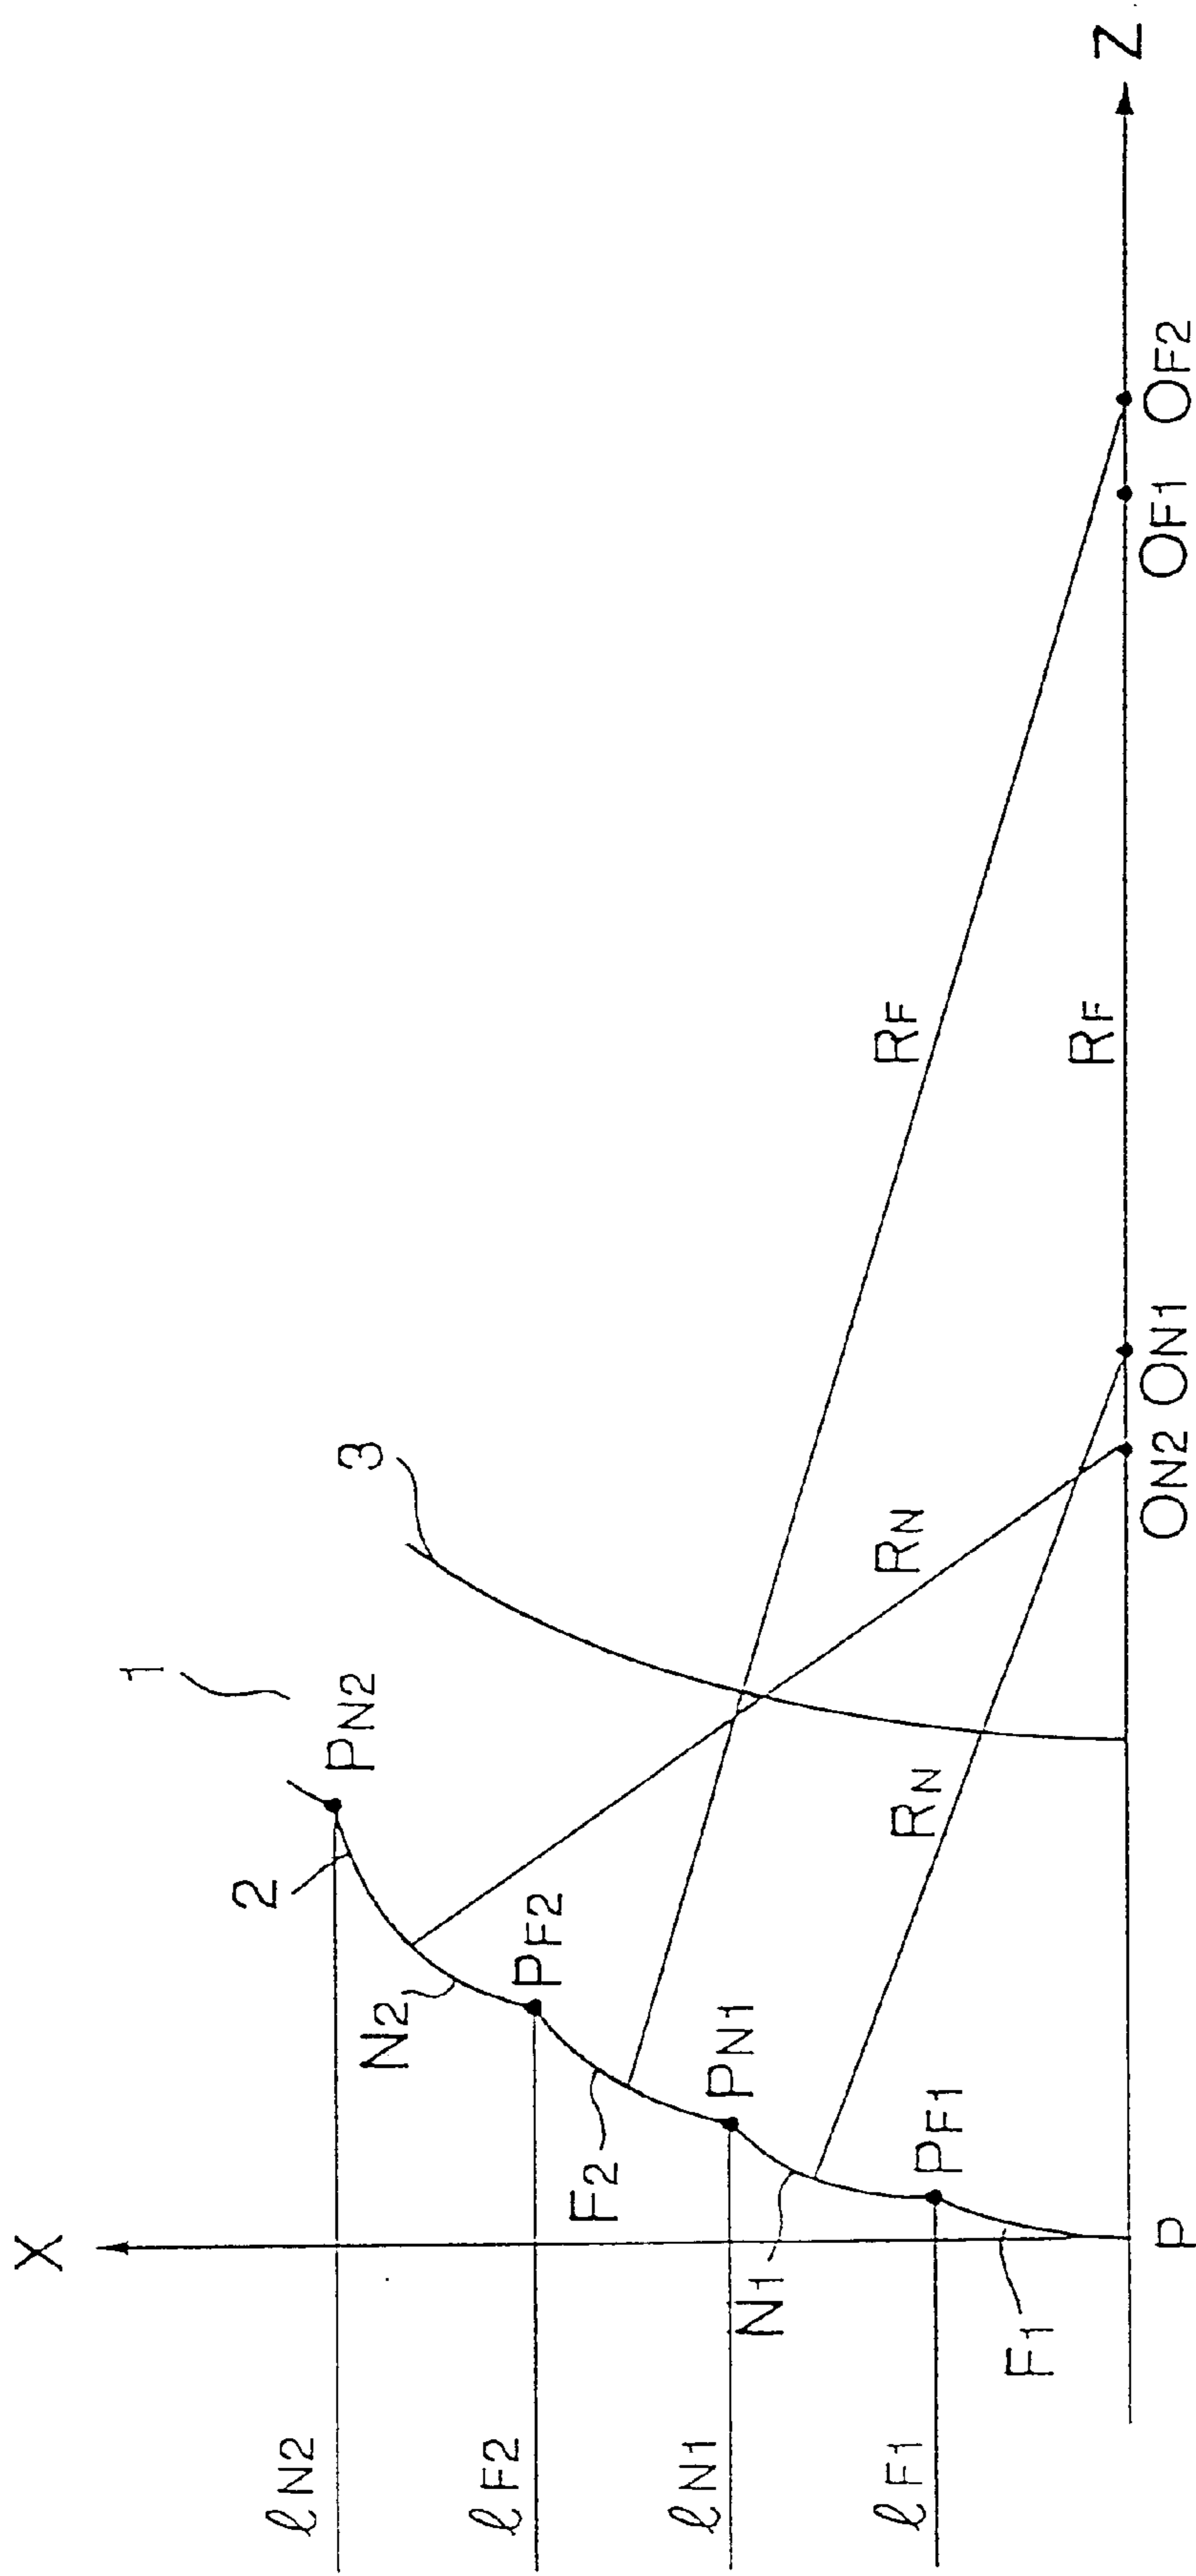 X
Z
1
2
3
ℓN2
ℓF2
ℓN1
ℓF1
PN2
PF2
PN1
PF1
N2
F2
N1
F1
RN
RN
RF
RF
P
ON2
ON1
OF1
OF2